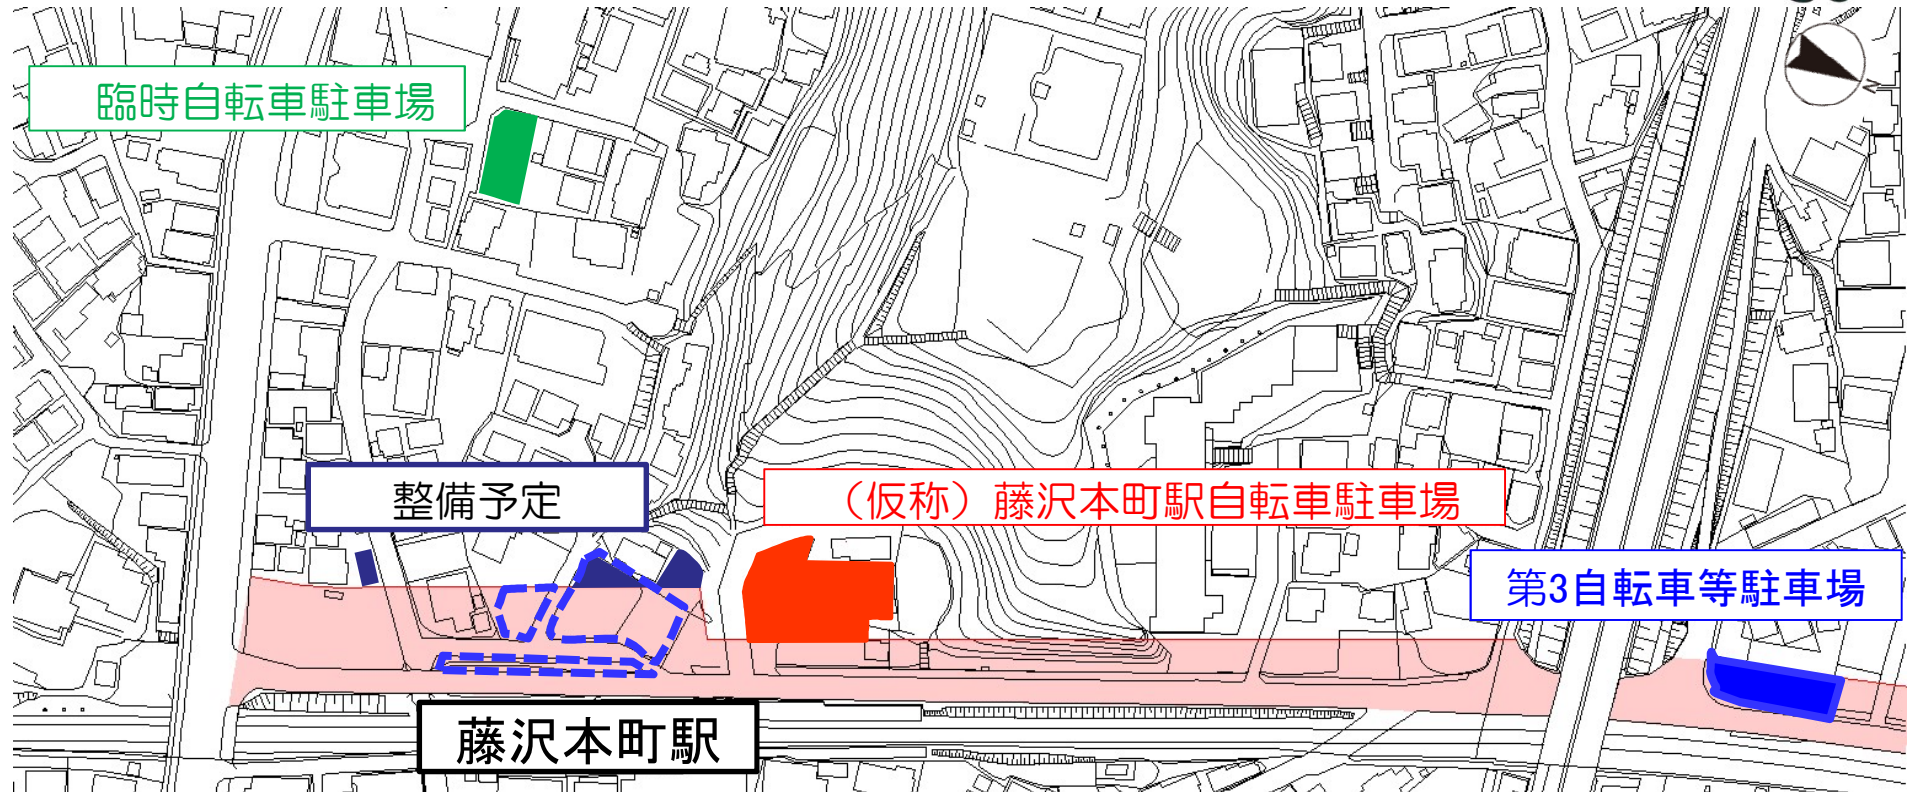 臨時自転車駐車場
N
整備予定
（仮称）藤沢本町駅自転車駐車場
第3自転車等駐車場
藤沢本町駅